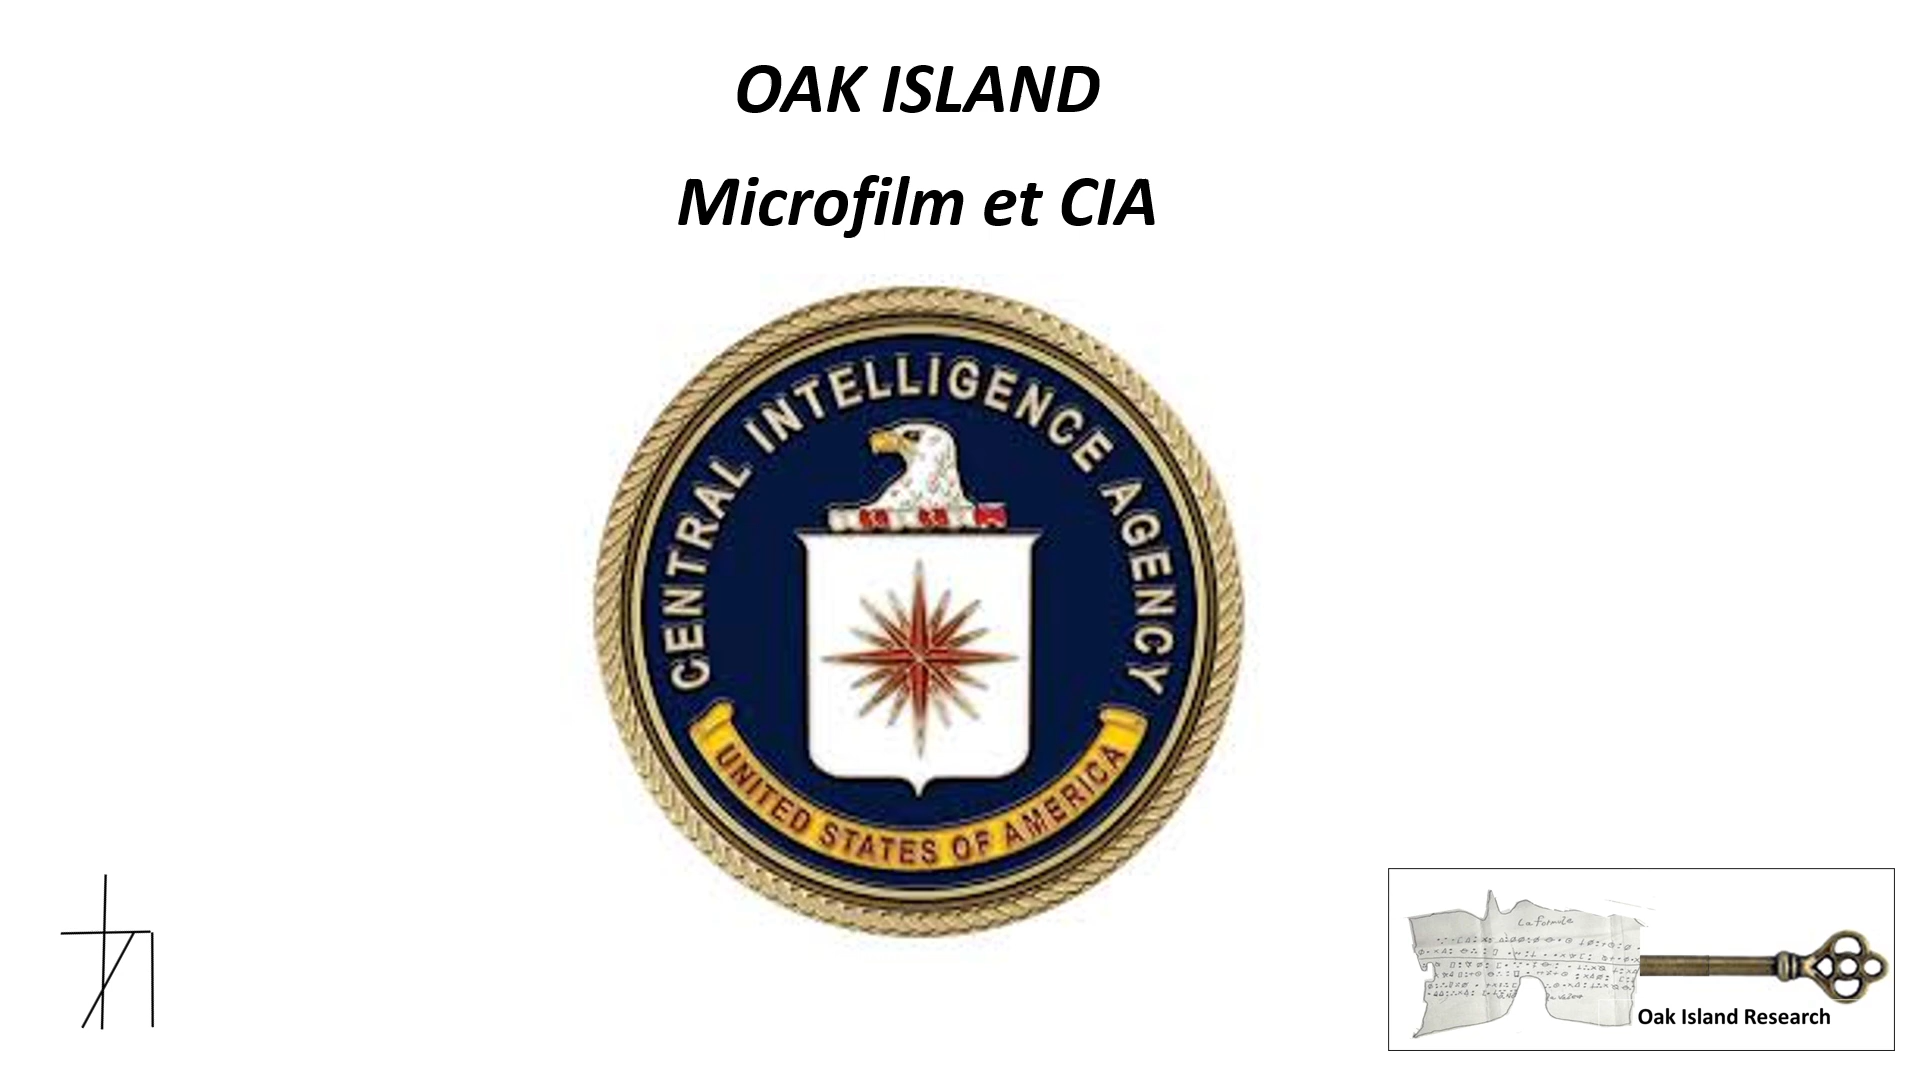 OAK ISLAND
Microfilm et CIA
CENTRAL INTELLIGENCE AGENCY
UNITED STATES OF AMERICA
La formule
Oak Island Research